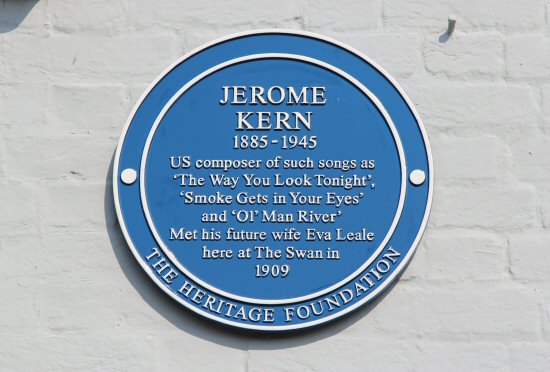 JEROME
KERN
1885-1945
US composer of such songs as
‘The Way You Look Tonight’,
‘Smoke Gets in Your Eyes’
and ‘Ol’ Man River’
Met his future wife Eva Leale
here at The Swan in
1909
THE HERITAGE FOUNDATION